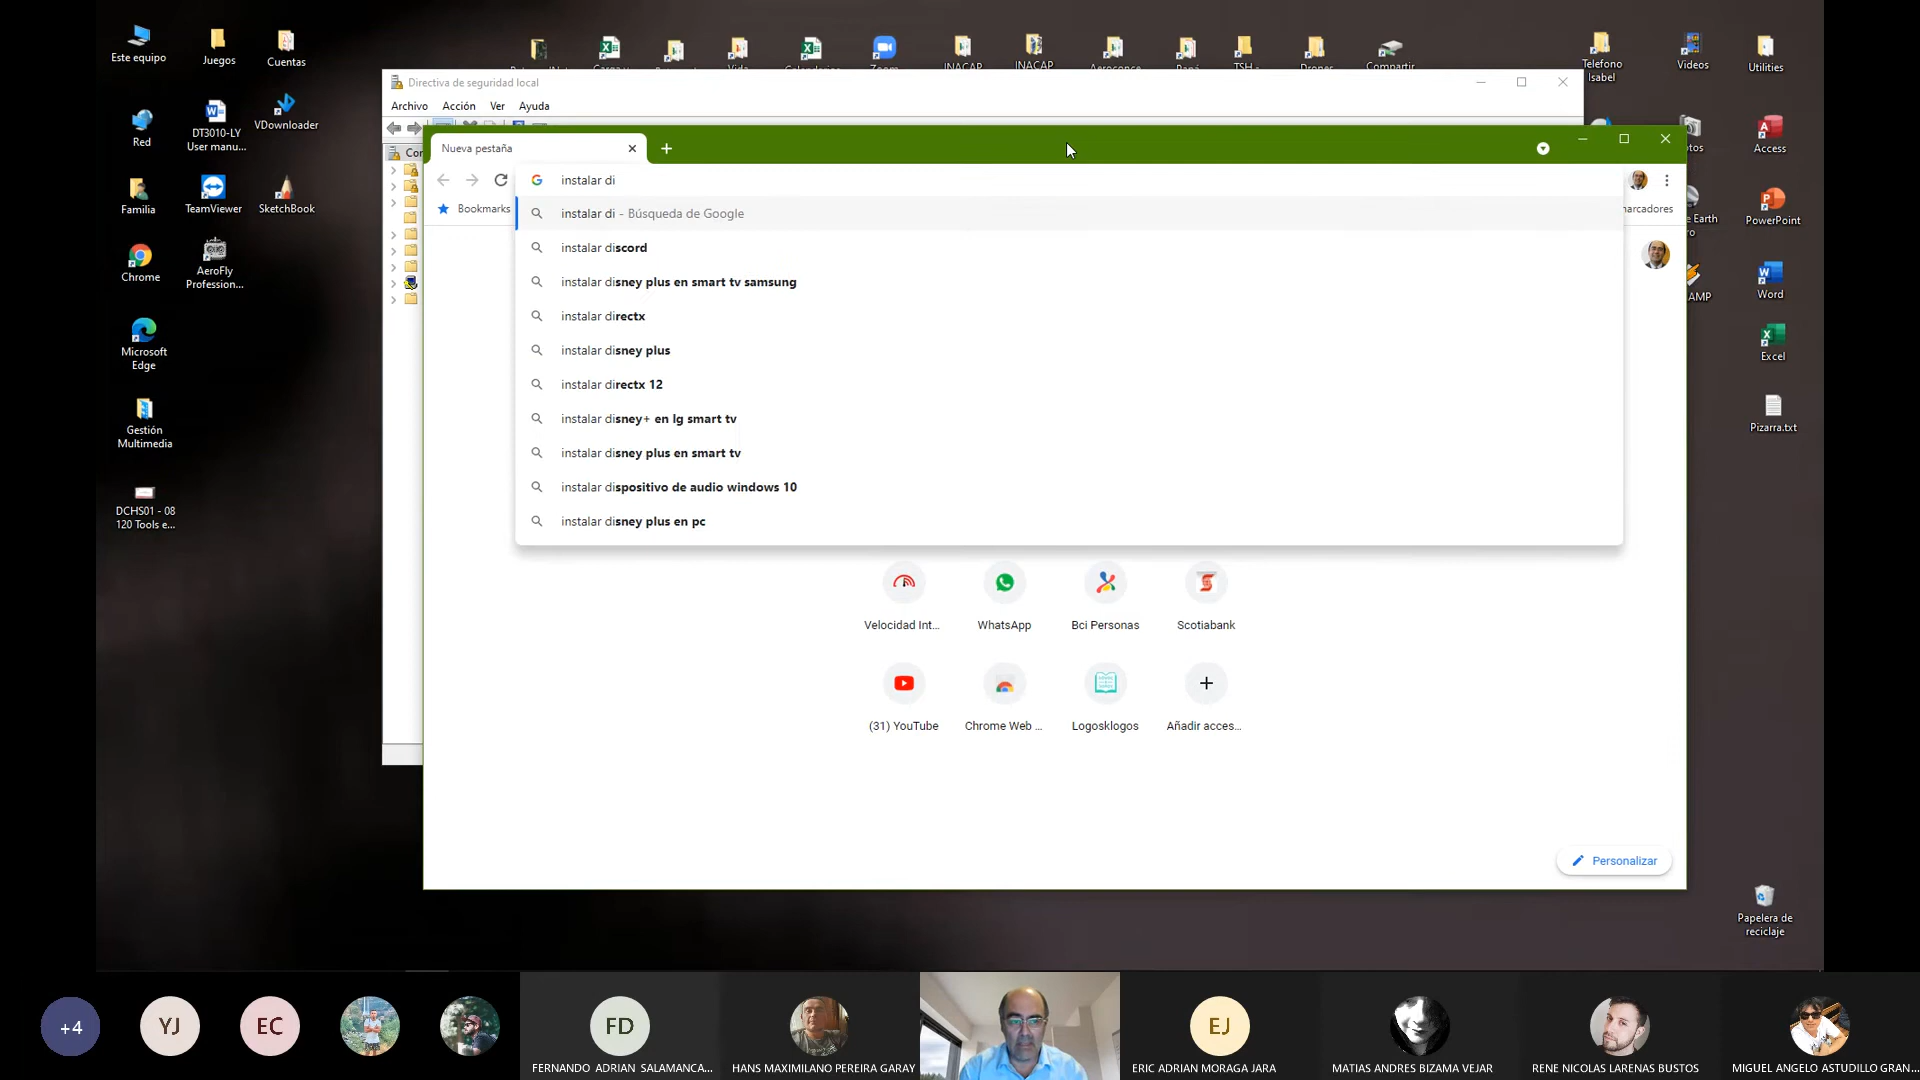 Este equipo
Juegos
Cuentas
INACAP
INACAP
Telefono
Isabel
Videos
Utilities
Directiva de seguridad local
Archivo Acción Ver Ayuda
Red
DT3010-LY
User manu...
VDownloader
Nueva pestaña
Access
instalar di
Bookmarks
instalar di - Búsqueda de Google
instalar discord
instalar disney plus en smart tv samsung
instalar directx
instalar disney plus
instalar directx 12
instalar disney+ en lg smart tv
instalar disney plus en smart tv
instalar dispositivo de audio windows 10
instalar disney plus en pc
Familia
TeamViewer
SketchBook
PowerPoint
Chrome
AeroFly
Profession...
Word
Microsoft
Edge
Excel
Gestión
Multimedia
Pizarra.txt
DCHS01 - 08
120 Tools e...
Velocidad Int...
WhatsApp
Bci Personas
Scotiabank
(31) YouTube
Chrome Web ...
Logosklogos
Añadir acces...
Personalizar
Papelera de
reciclaje
+4
YJ
EC
FD
EJ
FERNANDO ADRIAN SALAMANCA...
HANS MAXIMILANO PEREIRA GARAY
ERIC ADRIAN MORAGA JARA
MATIAS ANDRES BIZAMA VEJAR
RENE NICOLAS LARENAS BUSTOS
MIGUEL ANGELO ASTUDILLO GRAN...